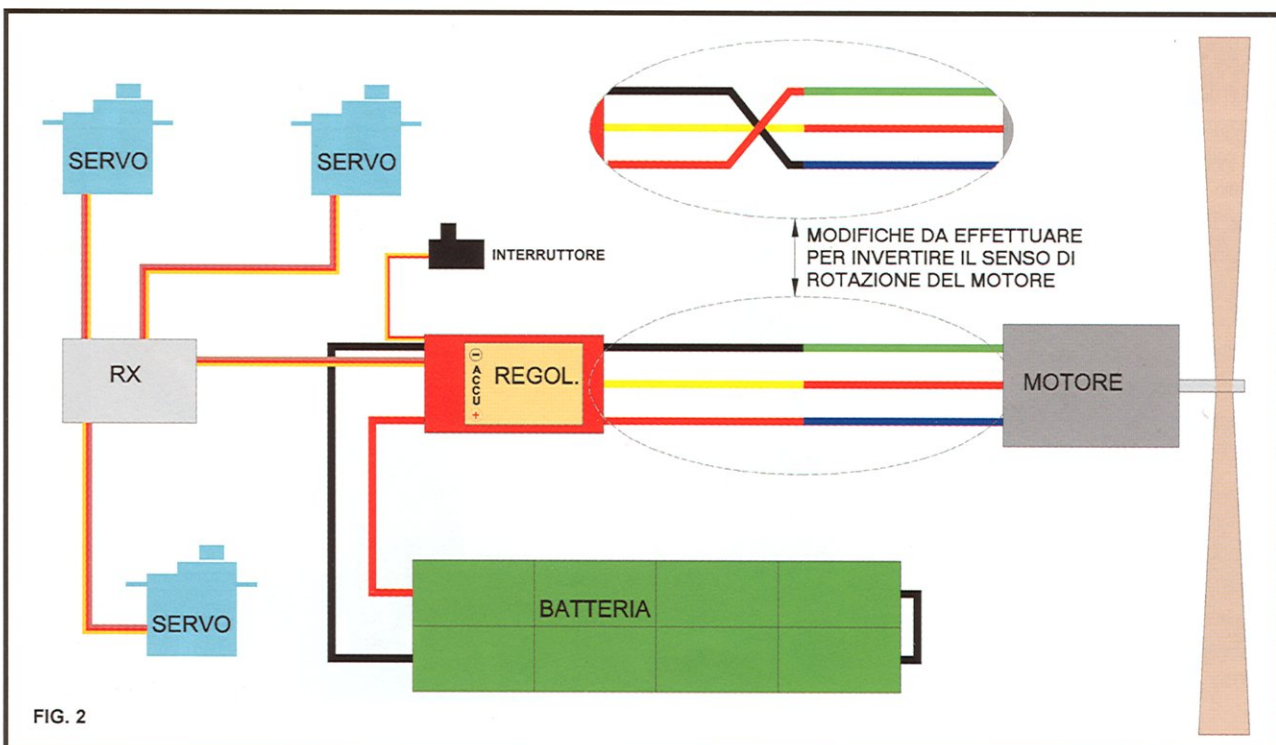 SERVO
SERVO
INTERRUTTORE
MODIFICHE DA EFFETTUARE
PER INVERTIRE IL SENSO DI
ROTAZIONE DEL MOTORE
RX
⊖ ACCU +
REGOL.
MOTORE
BATTERIA
SERVO
FIG. 2